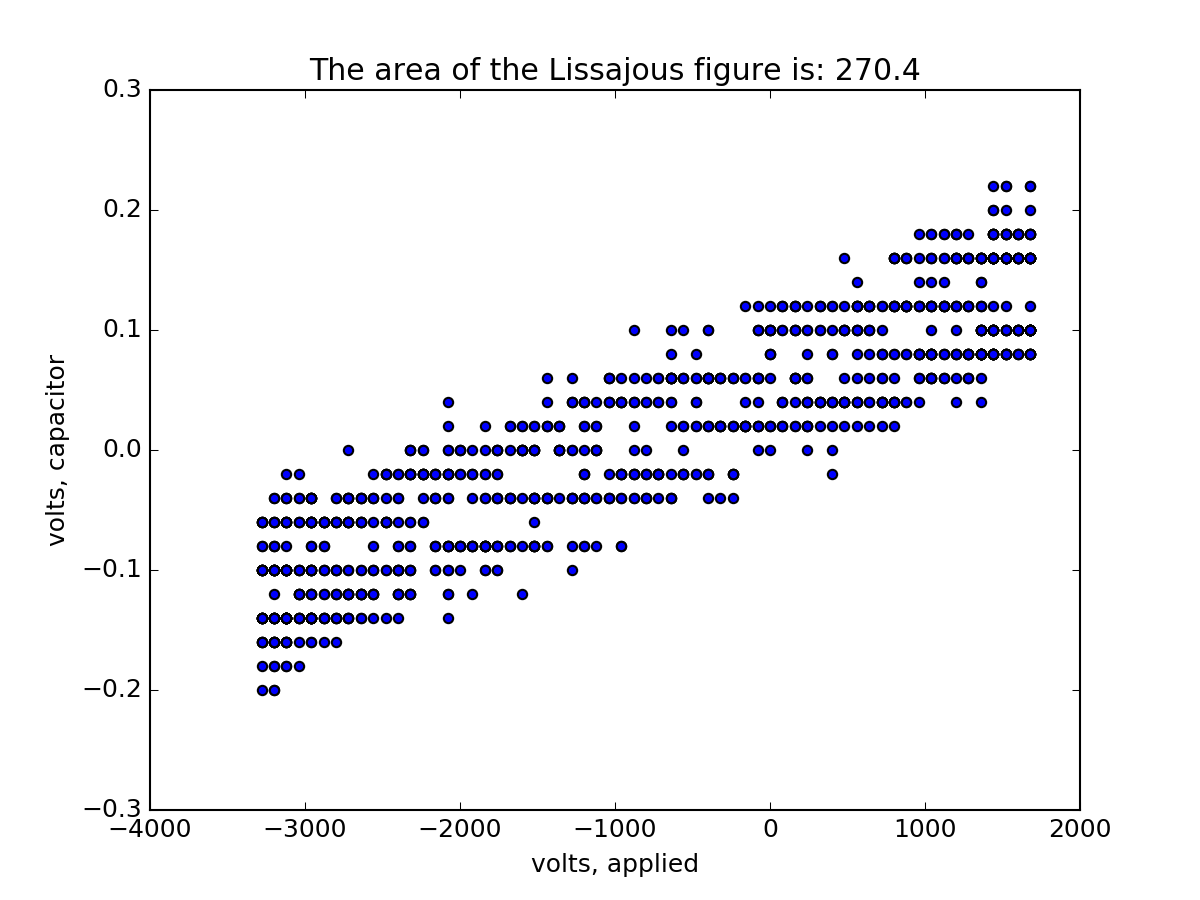 The area of the Lissajous figure is: 270.4
0.3
0.2
0.1
0.0
−0.1
−0.2
−0.3
volts, capacitor
−4000 −3000 −2000 −1000 0 1000 2000
volts, applied